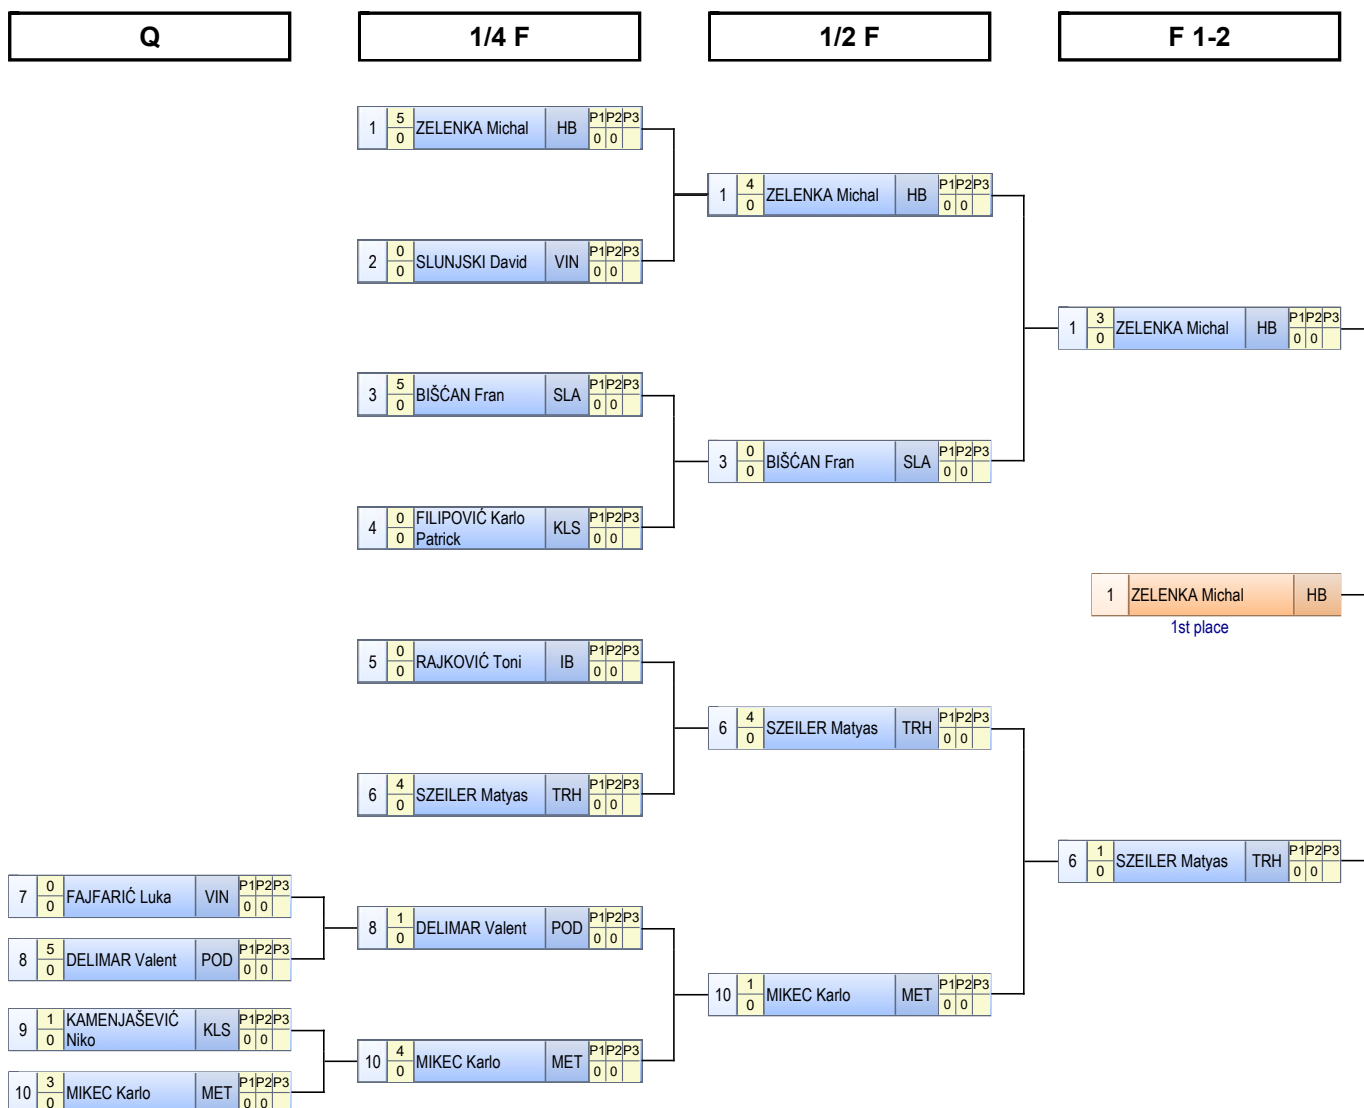 Q 1/4 F 1/2 F F 1-2
1 5 0 ZELENKA Michal HB P1 P2 P3 0 0
2 0 0 SLUNJSKI David VIN P1 P2 P3 0 0
3 5 0 BIŠĆAN Fran SLA P1 P2 P3 0 0
4 0 0 FILIPOVIĆ Karlo
Patrick KLS P1 P2 P3 0 0
5 0 0 RAJKOVIĆ Toni IB P1 P2 P3 0 0
6 4 0 SZEILER Matyas TRH P1 P2 P3 0 0
7 0 0 FAJFARIĆ Luka VIN P1 P2 P3 0 0
8 5 0 DELIMAR Valent POD P1 P2 P3 0 0
9 1 0 KAMENJAŠEVIĆ
Niko KLS P1 P2 P3 0 0
10 3 0 MIKEC Karlo MET P1 P2 P3 0 0
8 1 0 DELIMAR Valent POD P1 P2 P3 0 0
10 4 0 MIKEC Karlo MET P1 P2 P3 0 0
1 4 0 ZELENKA Michal HB P1 P2 P3 0 0
3 0 0 BIŠĆAN Fran SLA P1 P2 P3 0 0
6 4 0 SZEILER Matyas TRH P1 P2 P3 0 0
10 1 0 MIKEC Karlo MET P1 P2 P3 0 0
1 3 0 ZELENKA Michal HB P1 P2 P3 0 0
1 ZELENKA Michal HB
1st place
6 1 0 SZEILER Matyas TRH P1 P2 P3 0 0